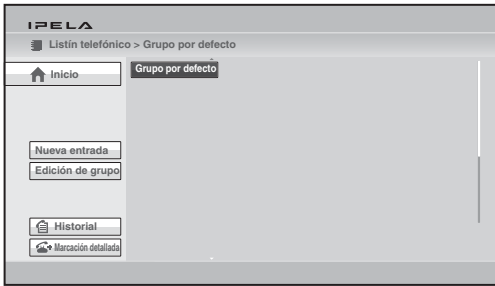 IPELA
Listín telefónico > Grupo por defecto
Inicio
Grupo por defecto
Nueva entrada
Edición de grupo
Historial
Marcación detallada